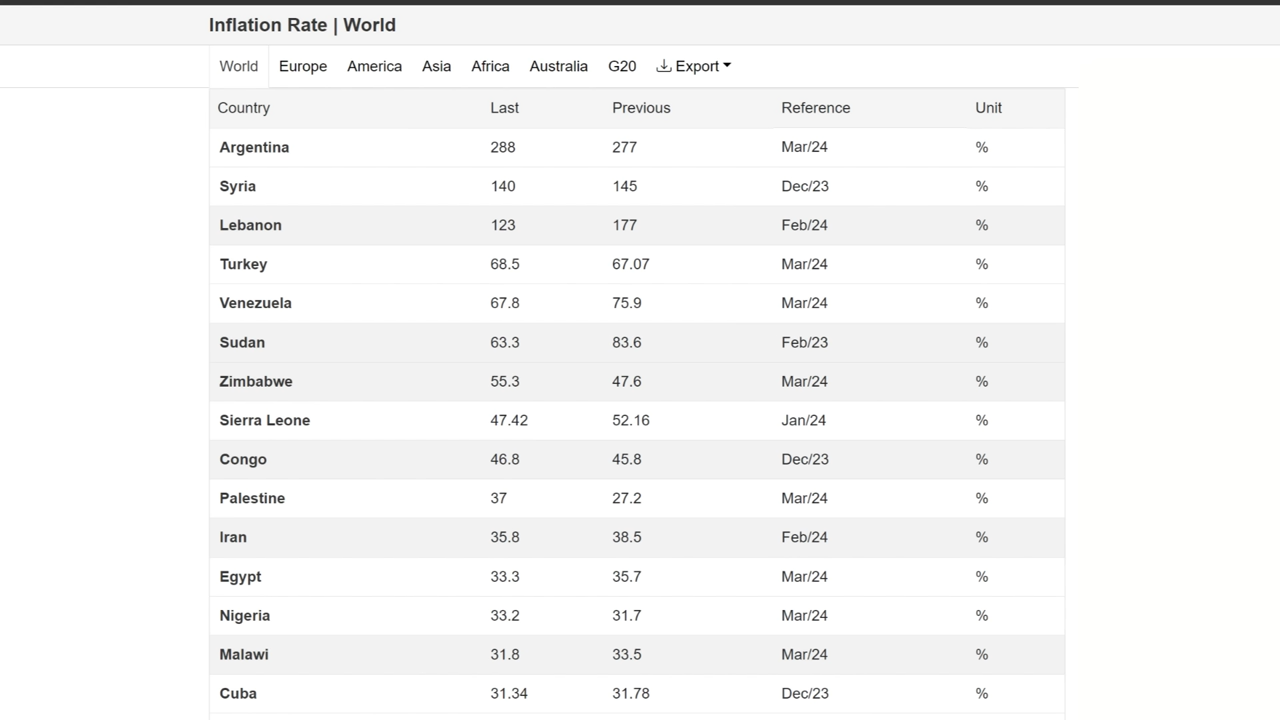 Inflation Rate | World
World Europe America Asia Africa Australia G20 Export
Country Last Previous Reference Unit
Argentina 288 277 Mar/24 %
Syria 140 145 Dec/23 %
Lebanon 123 177 Feb/24 %
Turkey 68.5 67.07 Mar/24 %
Venezuela 67.8 75.9 Mar/24 %
Sudan 63.3 83.6 Feb/23 %
Zimbabwe 55.3 47.6 Mar/24 %
Sierra Leone 47.42 52.16 Jan/24 %
Congo 46.8 45.8 Dec/23 %
Palestine 37 27.2 Mar/24 %
Iran 35.8 38.5 Feb/24 %
Egypt 33.3 35.7 Mar/24 %
Nigeria 33.2 31.7 Mar/24 %
Malawi 31.8 33.5 Mar/24 %
Cuba 31.34 31.78 Dec/23 %